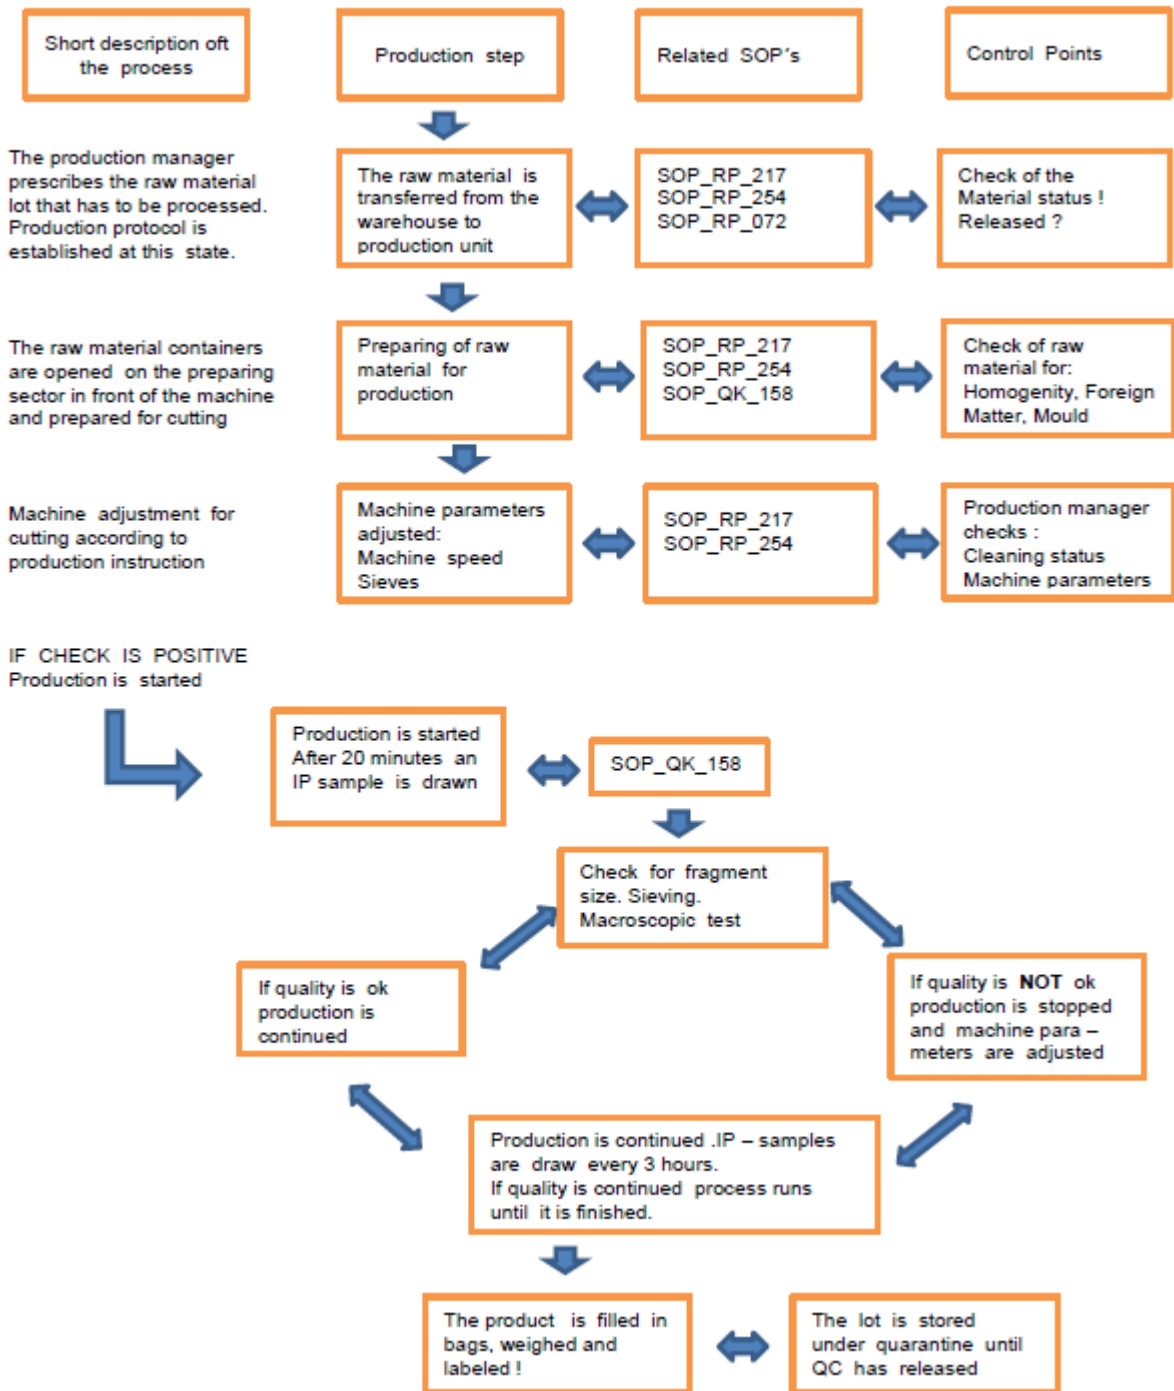 Short description oft
the process
Production step
Related SOP´s
Control Points
The production manager
prescribes the raw material
lot that has to be processed.
Production protocol is
established at this state.
The raw material is
transferred from the
warehouse to
production unit
SOP_RP_217
SOP_RP_254
SOP_RP_072
Check of the
Material status !
Released ?
The raw material containers
are opened on the preparing
sector in front of the machine
and prepared for cutting
Preparing of raw
material for
production
SOP_RP_217
SOP_RP_254
SOP_QK_158
Check of raw
material for:
Homogenity, Foreign
Matter, Mould
Machine adjustment for
cutting according to
production instruction
Machine parameters
adjusted:
Machine speed
Sieves
SOP_RP_217
SOP_RP_254
Production manager
checks :
Cleaning status
Machine parameters
IF CHECK IS POSITIVE
Production is started
Production is started
After 20 minutes an
IP sample is drawn
SOP_QK_158
Check for fragment
size. Sieving.
Macroscopic test
If quality is ok
production is
continued
If quality is NOT ok
production is stopped
and machine para –
meters are adjusted
Production is continued .IP – samples
are draw every 3 hours.
If quality is continued process runs
until it is finished.
The product is filled in
bags, weighed and
labeled !
The lot is stored
under quarantine until
QC has released